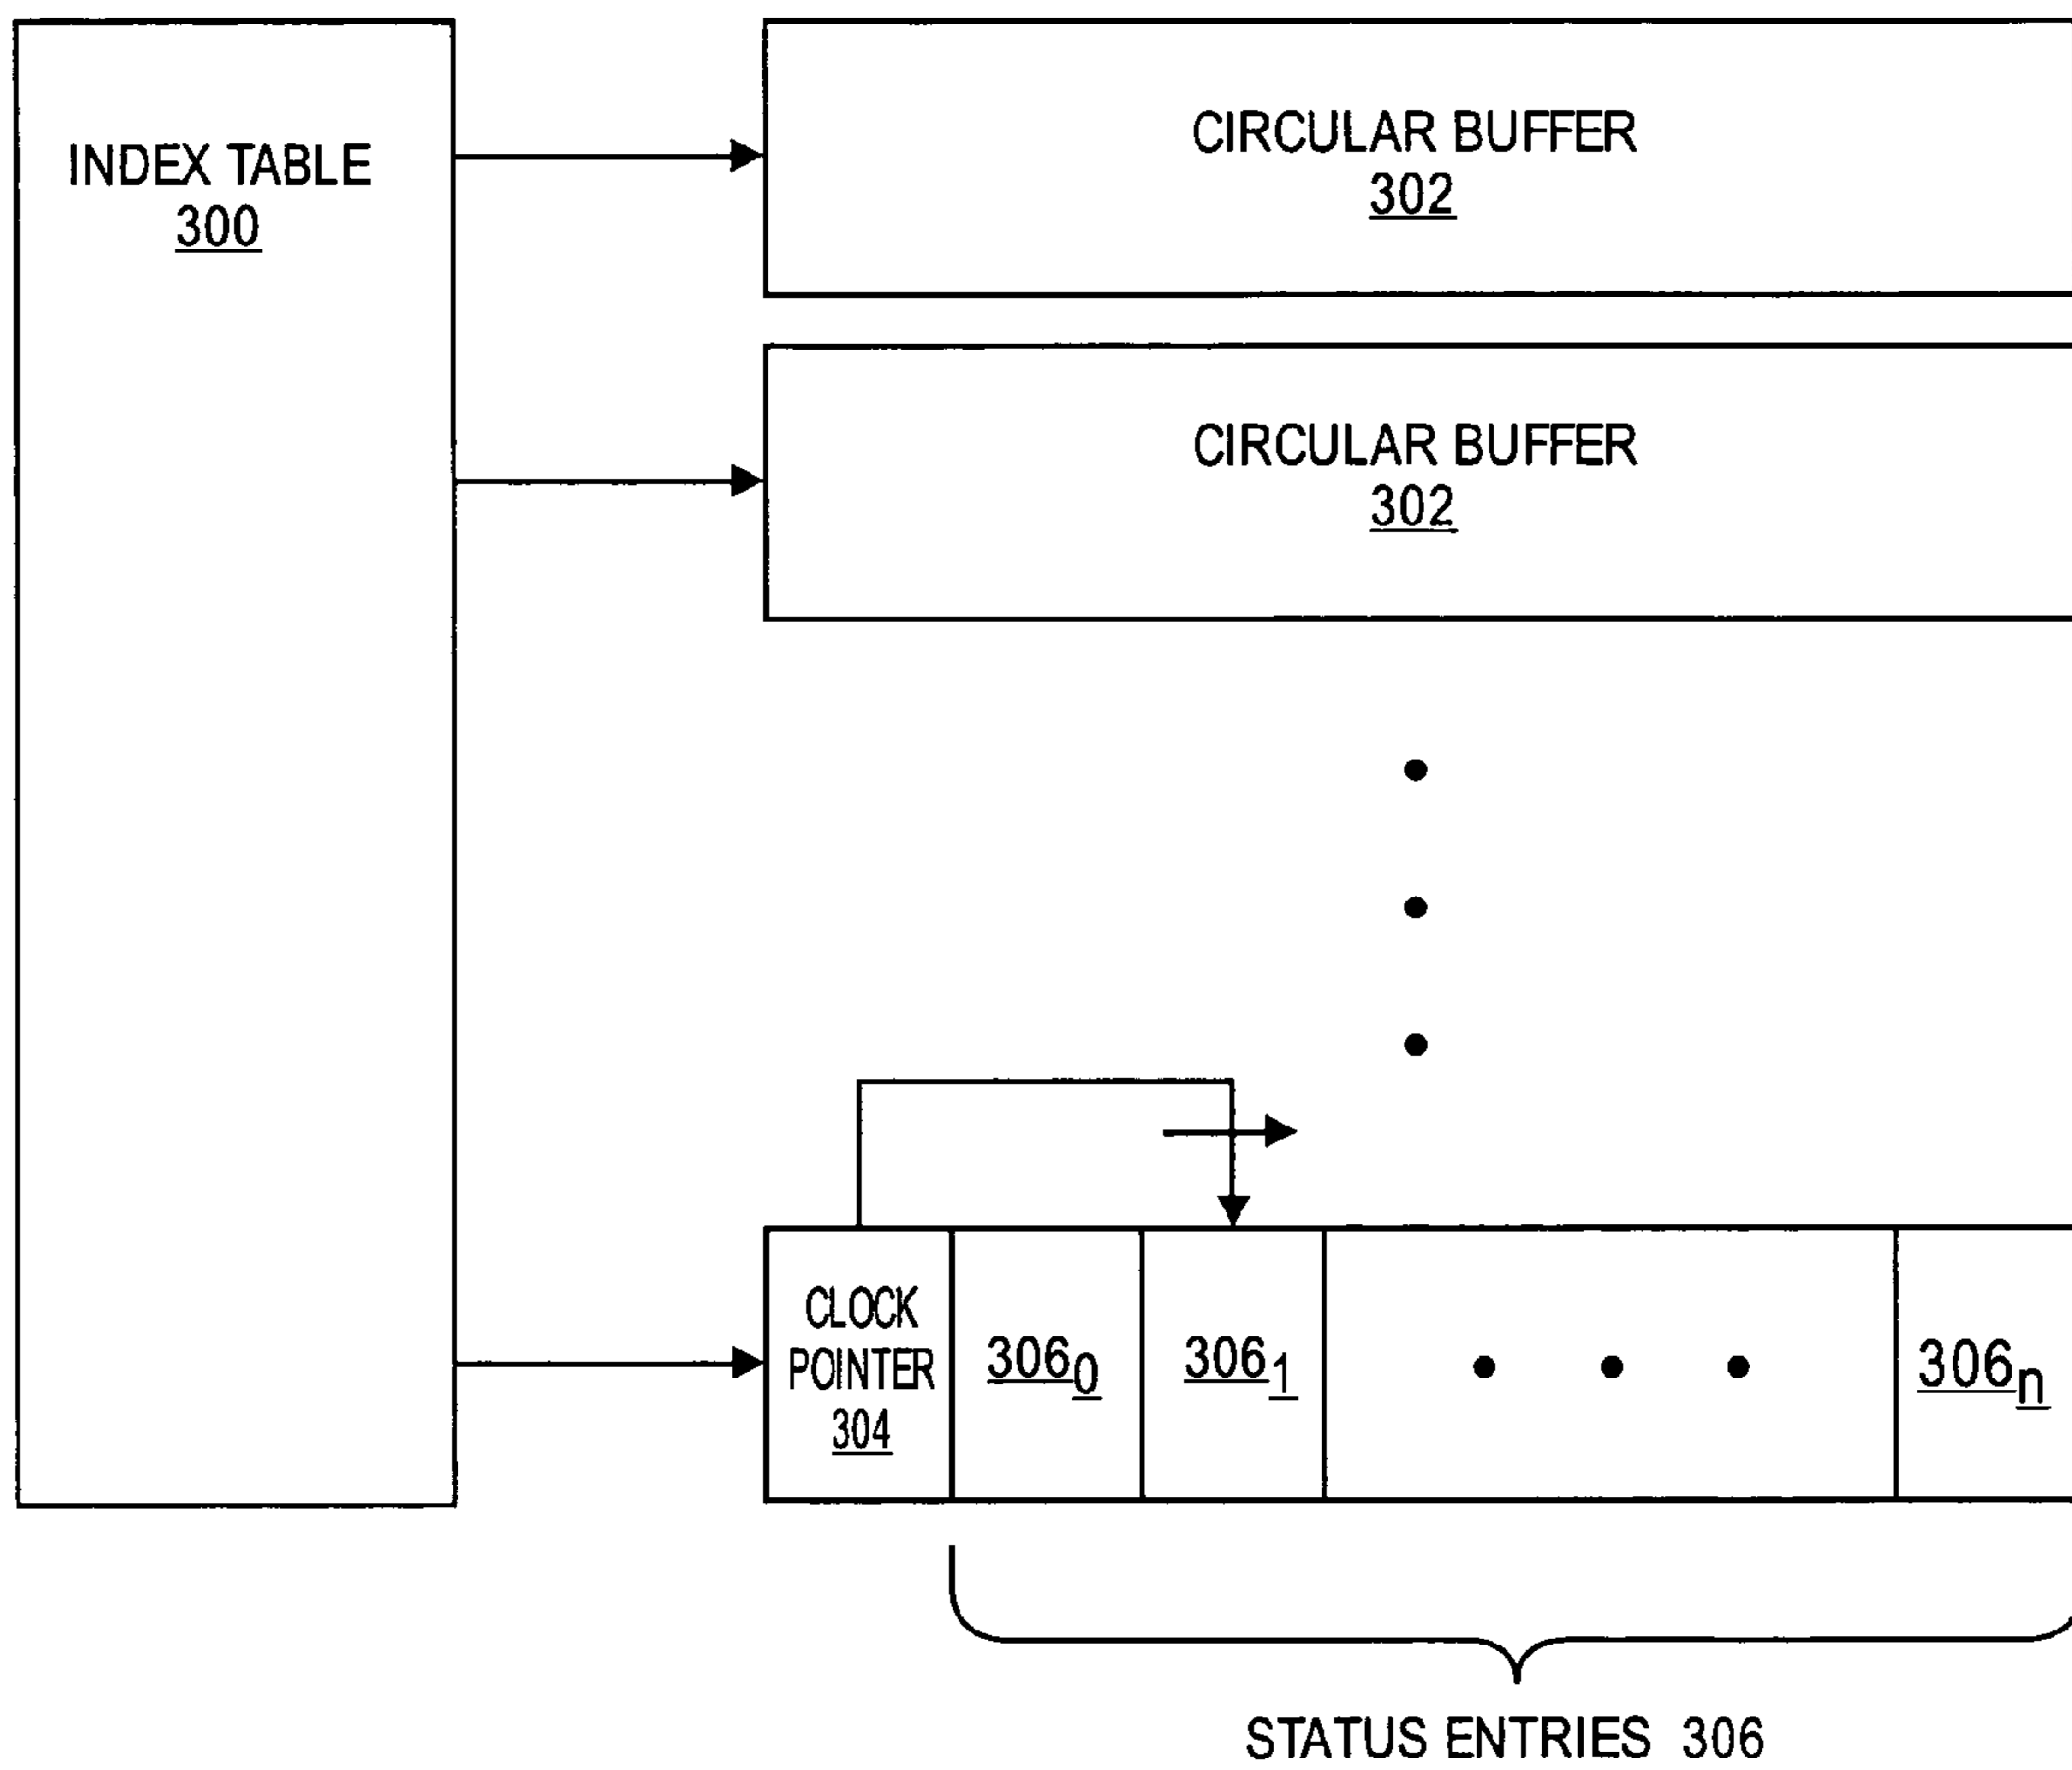 INDEX TABLE
300
CIRCULAR BUFFER
302
CIRCULAR BUFFER
302
CLOCK
POINTER
304
306₀
306₁
306ₙ
STATUS ENTRIES 306